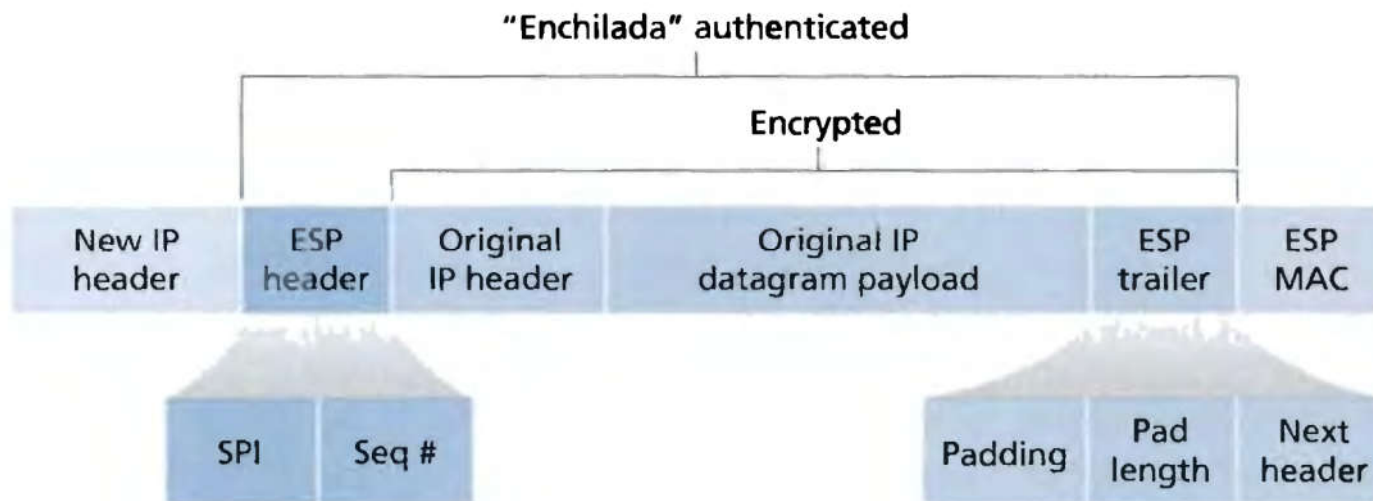 "Enchilada" authenticated
Encrypted
New IP
header
ESP
header
Original
IP header
Original IP
datagram payload
ESP
trailer
ESP
MAC
SPI
Seq #
Padding
Pad
length
Next
header